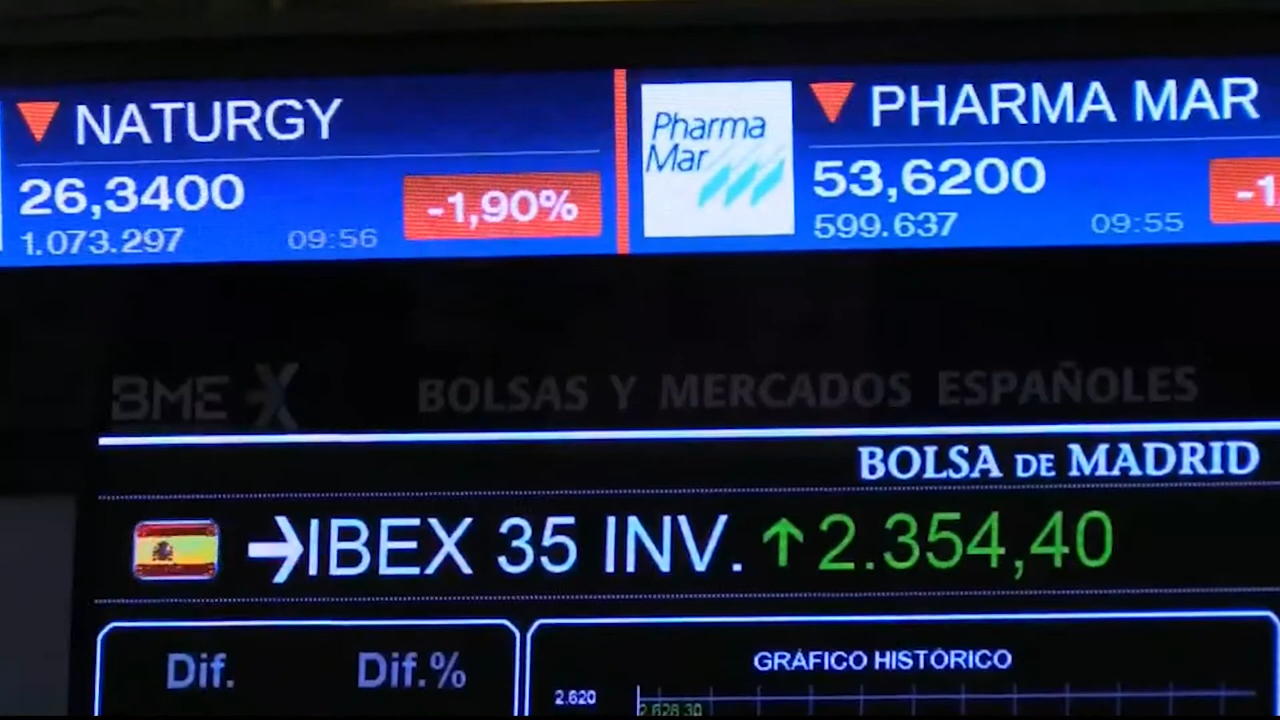 NATURGY
26,3400
-1,90%
1.073.297
09:56
Pharma
Mar
PHARMA MAR
53,6200
599.637
09:55
-1
BME X
BOLSAS Y MERCADOS ESPAÑOLES
BOLSA DE MADRID
IBEX 35 INV. 2.354,40
Dif. Dif.%
GRÁFICO HISTÓRICO
2.620
2.628,30